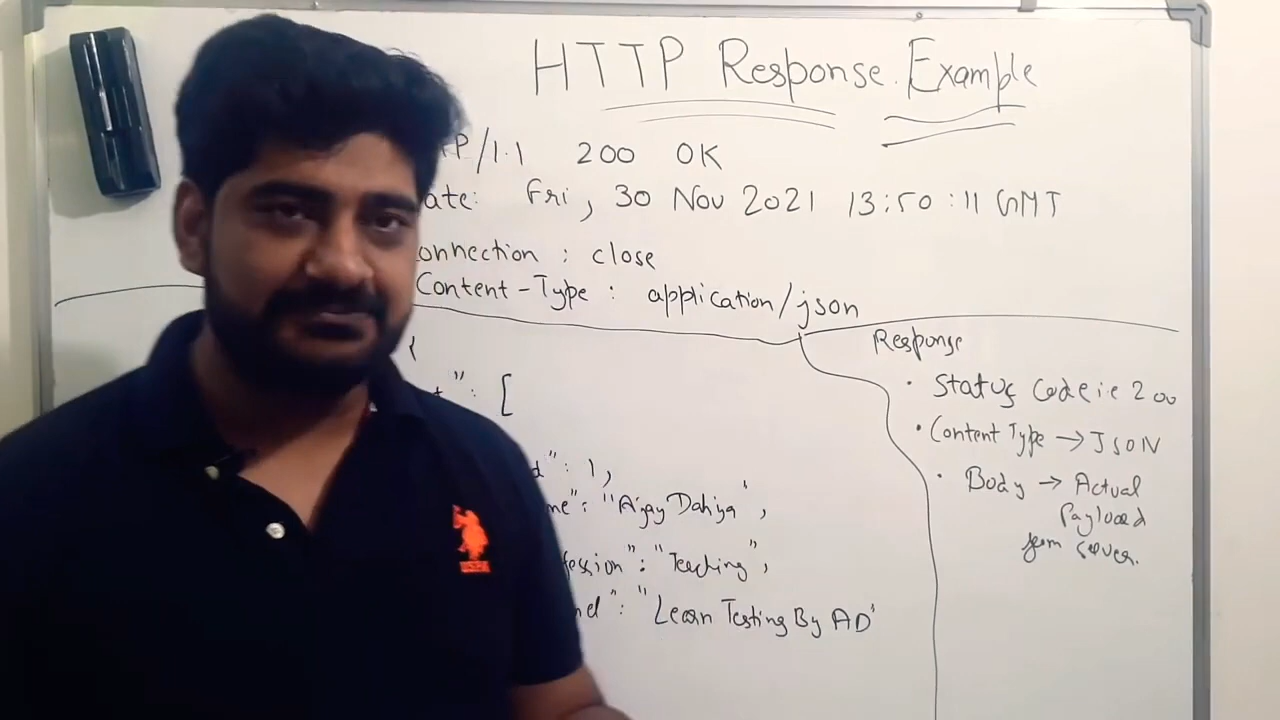 HTTP Response Example
P/1.1 200 OK
ate: Fri, 30 Nov 2021 13:50:11 GMT
onnection : close
Content-Type : application/json
{
": [
d": 1,
me": "Ajay Dahiya",
fession": "Teaching",
nel": "Learn Testing By AD"
Response
• Status Code i.e 200
• Content Type → JSON
• Body → Actual
Payload
from server.